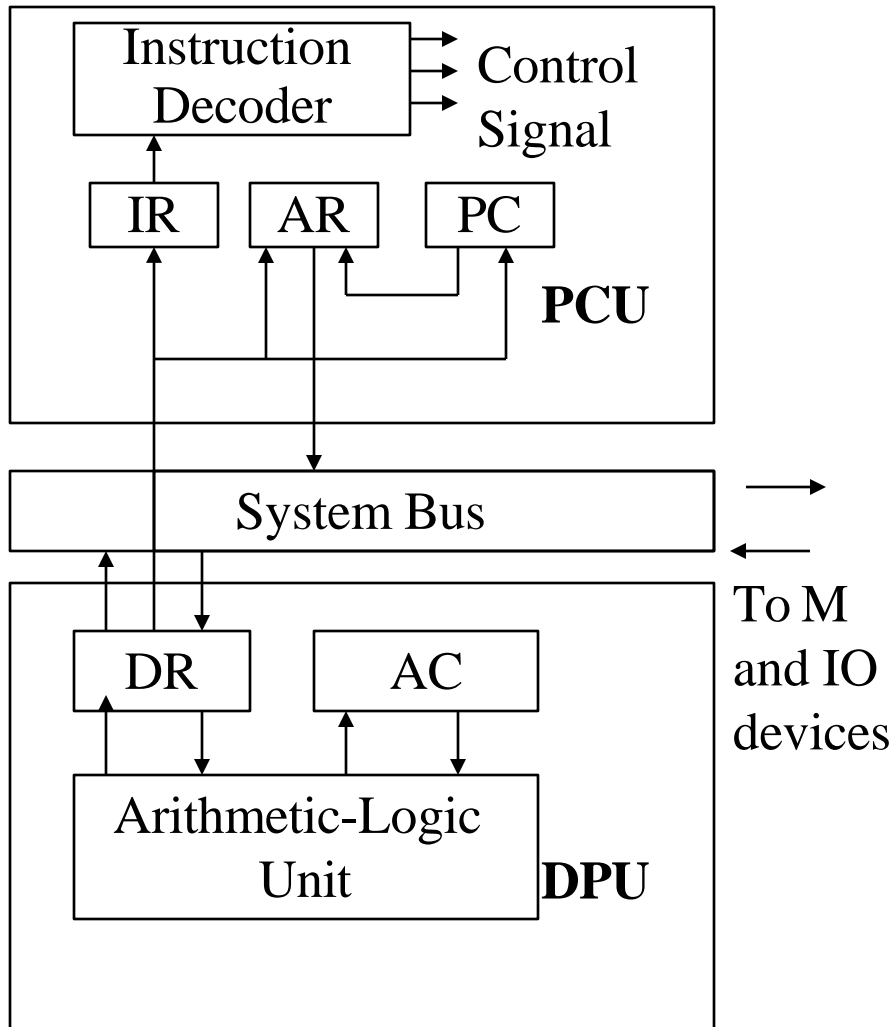 Instruction
Decoder
Control
Signal
IR
AR
PC
PCU
System Bus
To M
and IO
devices
DR
AC
Arithmetic-Logic
Unit
DPU